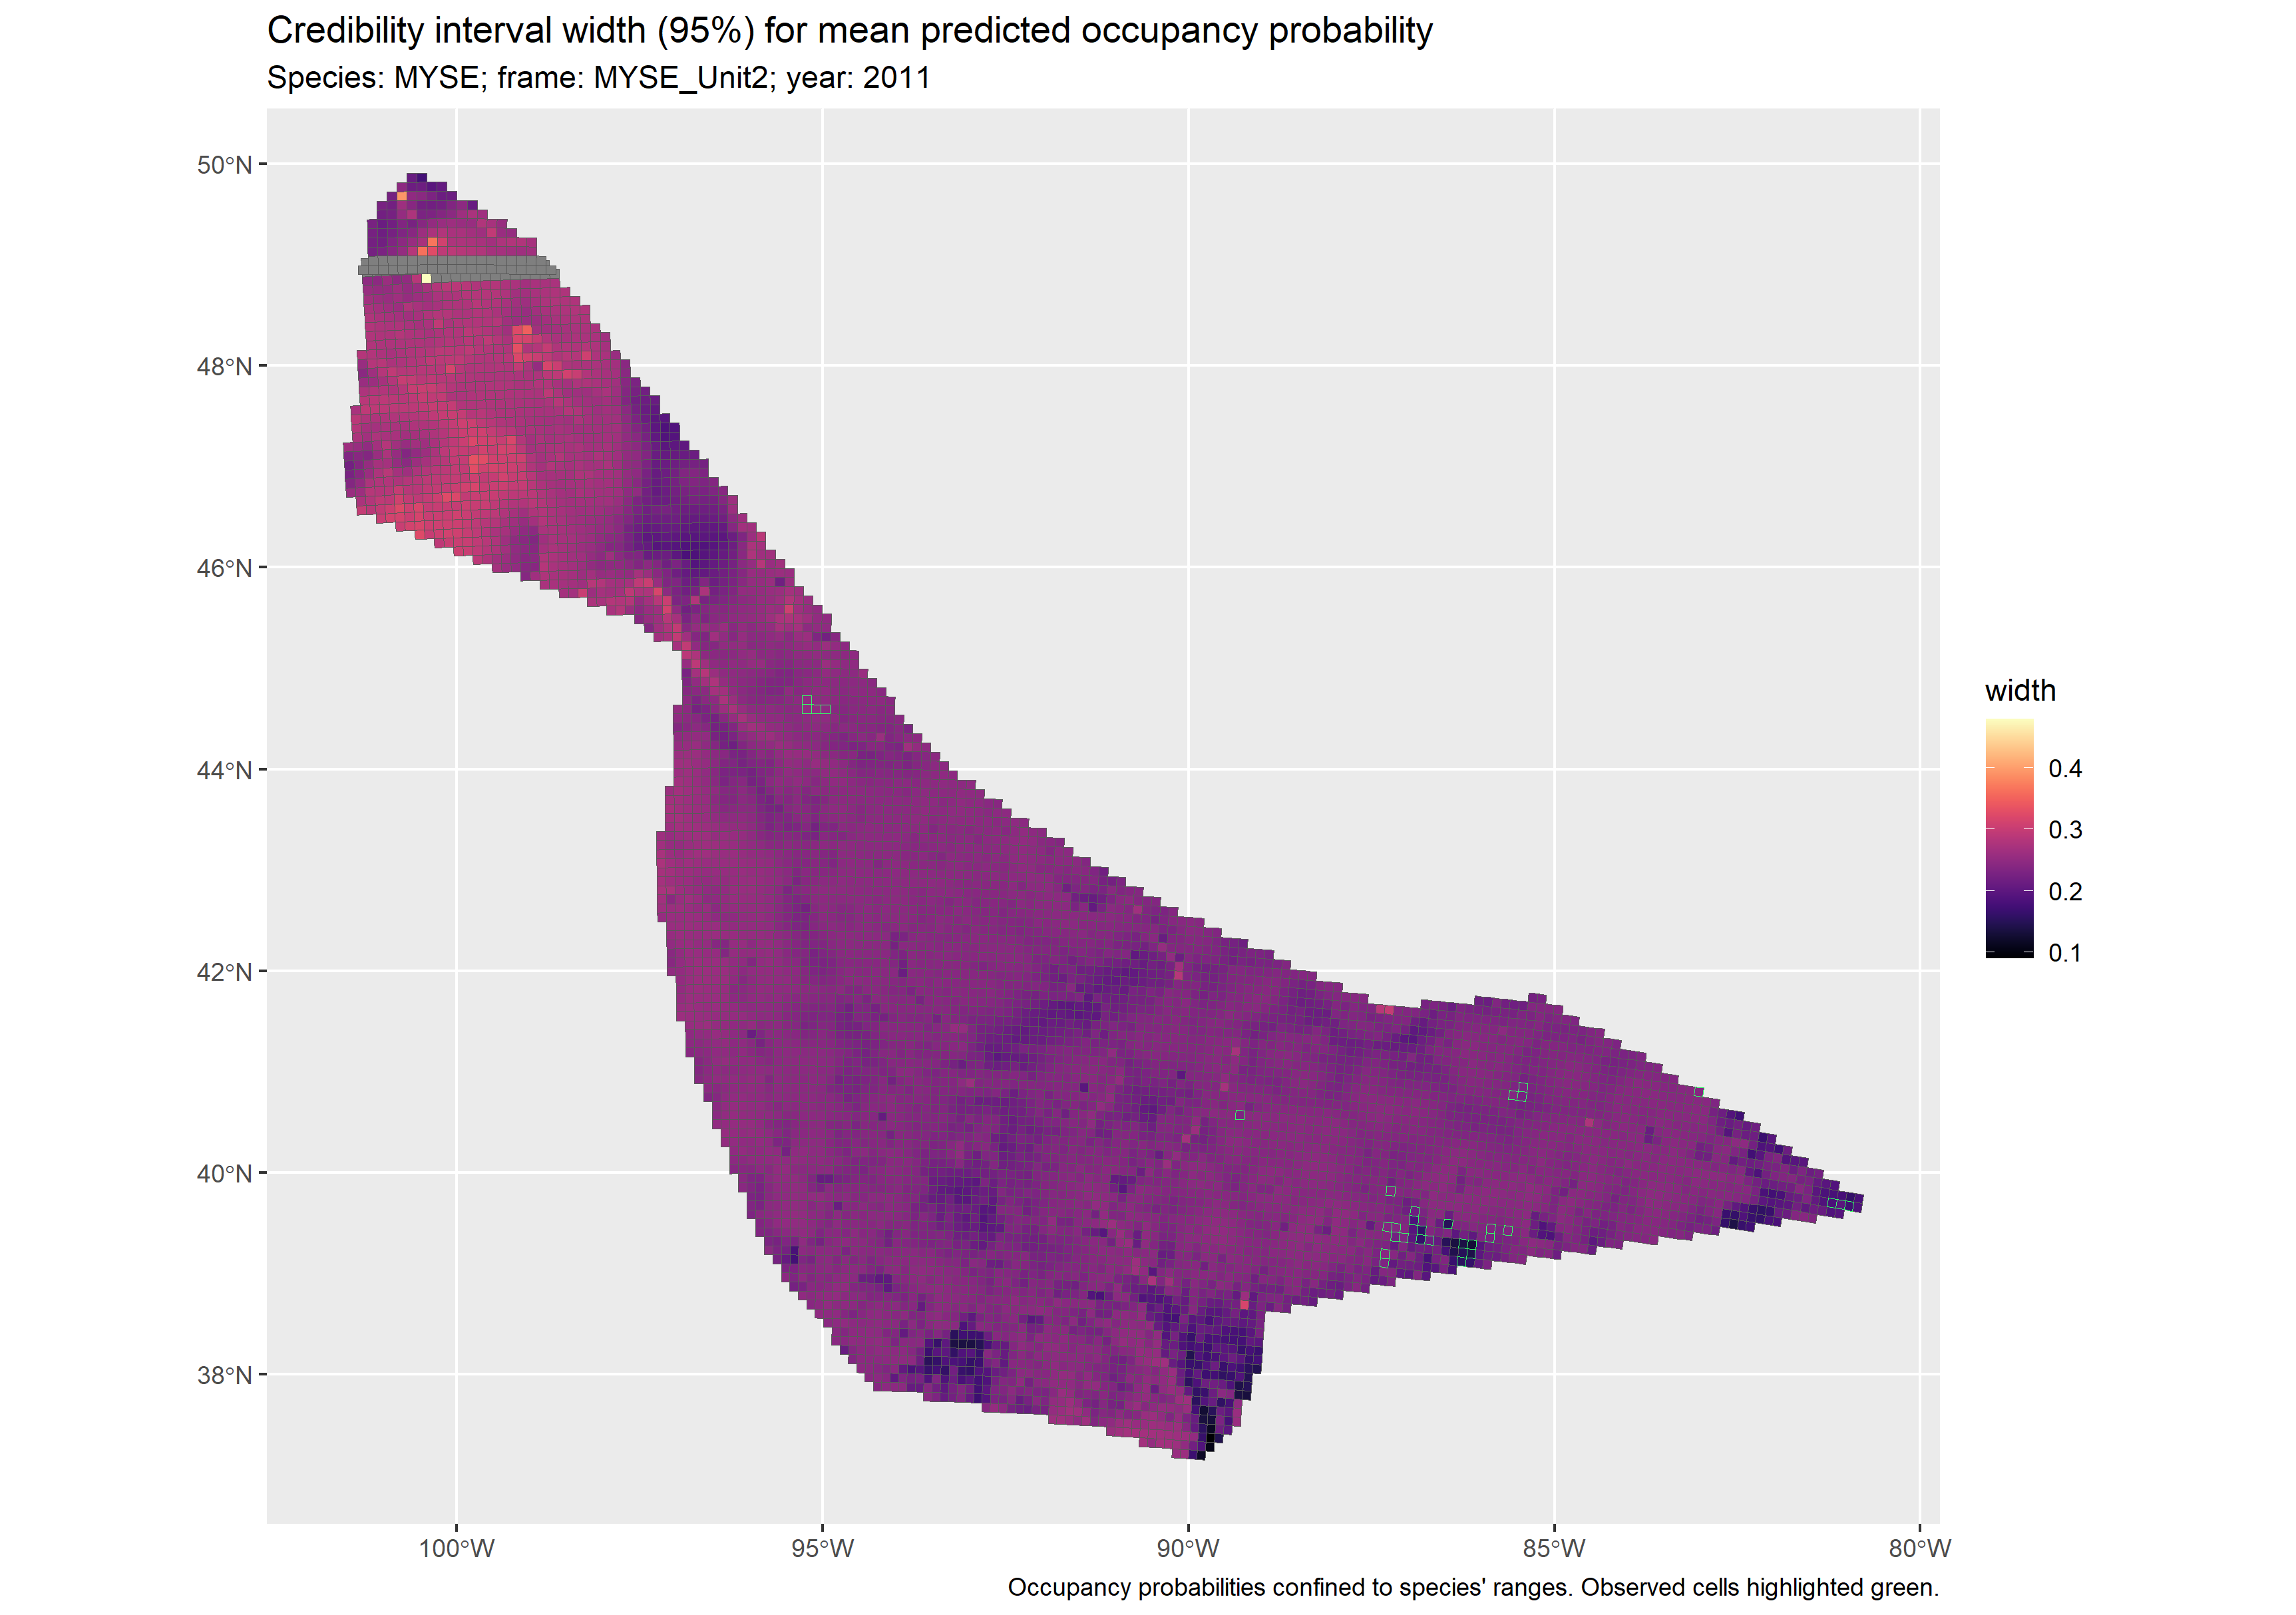 Credibility interval width (95%) for mean predicted occupancy probability
Species: MYSE; frame: MYSE_Unit2; year: 2011
50°N
48°N
46°N
44°N
42°N
40°N
38°N
100°W
95°W
90°W
85°W
80°W
width
0.4
0.3
0.2
0.1
Occupancy probabilities confined to species' ranges. Observed cells highlighted green.